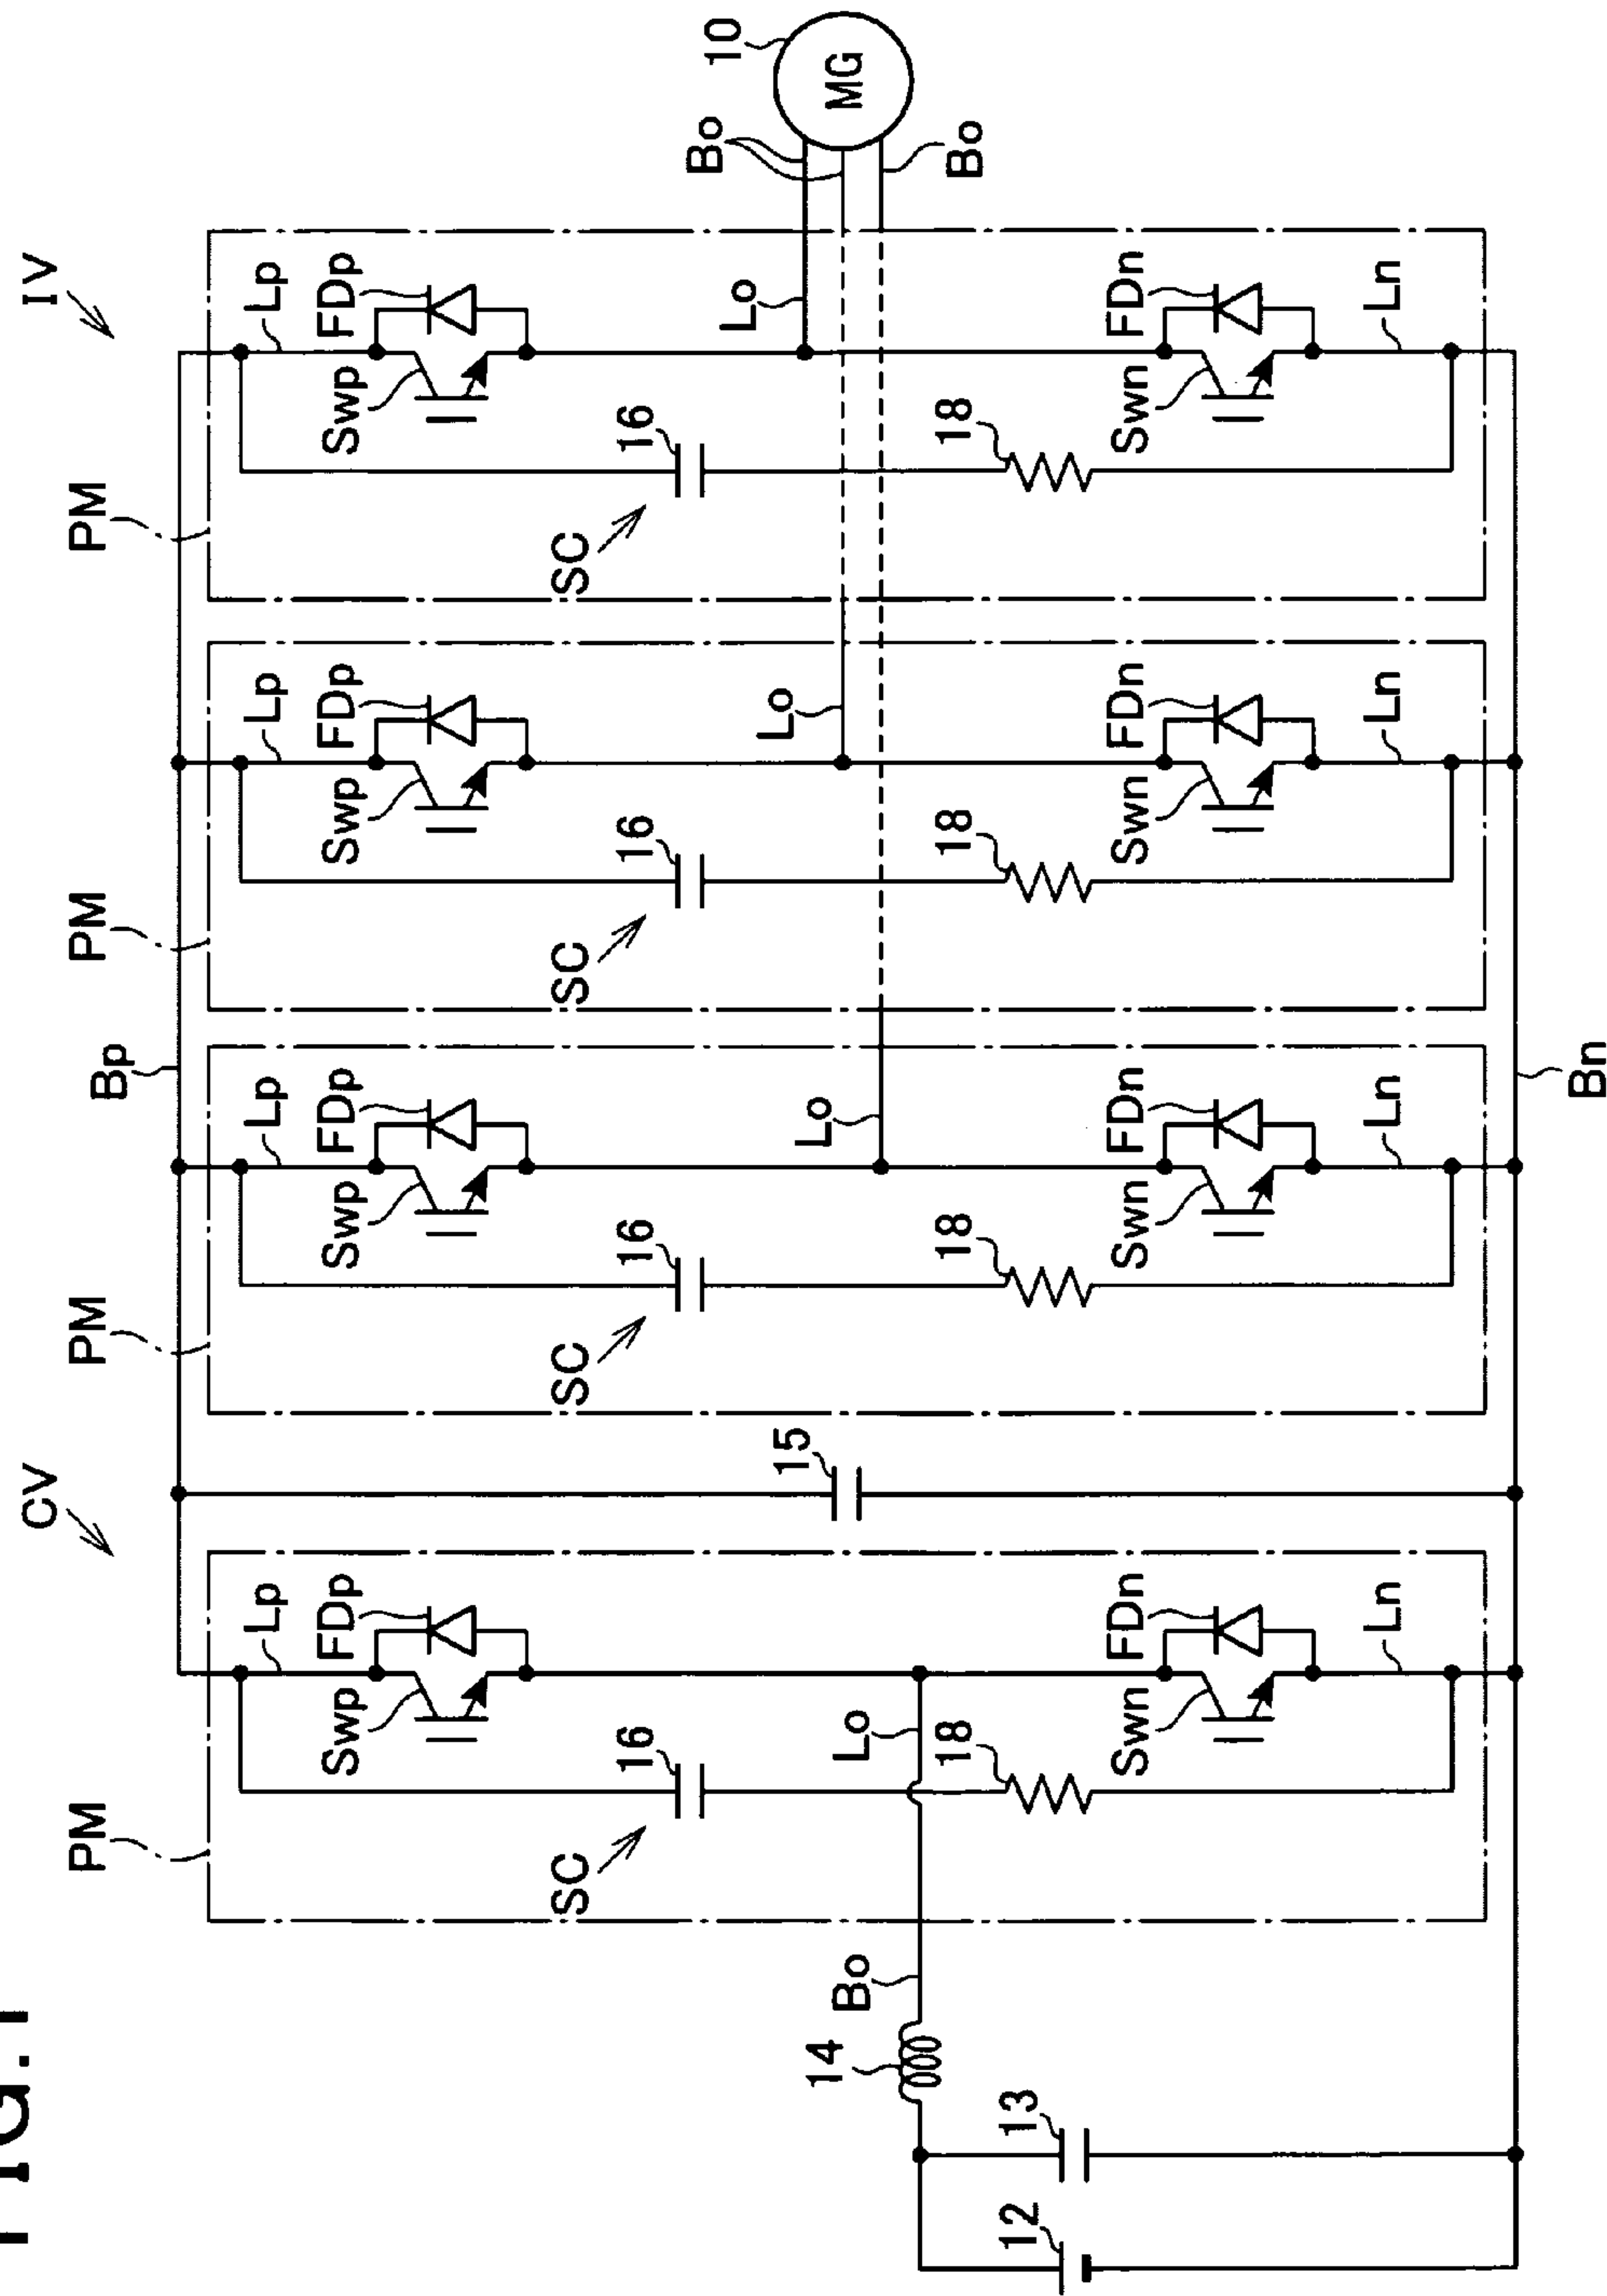 FIG.1
CV
IV
PM
PM
PM
PM
Bp
Lp
Lp
Lp
Lp
FDp
FDp
FDp
FDp
Swp
Swp
Swp
Swp
16
16
16
16
SC
SC
SC
SC
10
MG
Bo
Bo
Bo
Lo
Lo
Lo
Lo
15
14
18
18
18
18
13
12
FDn
FDn
FDn
FDn
Swn
Swn
Swn
Swn
Ln
Ln
Ln
Ln
Bn